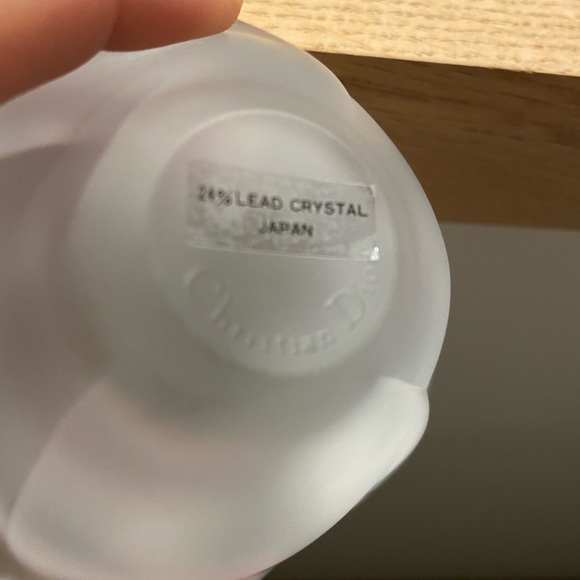 24% LEAD CRYSTAL
JAPAN
Christian Dior